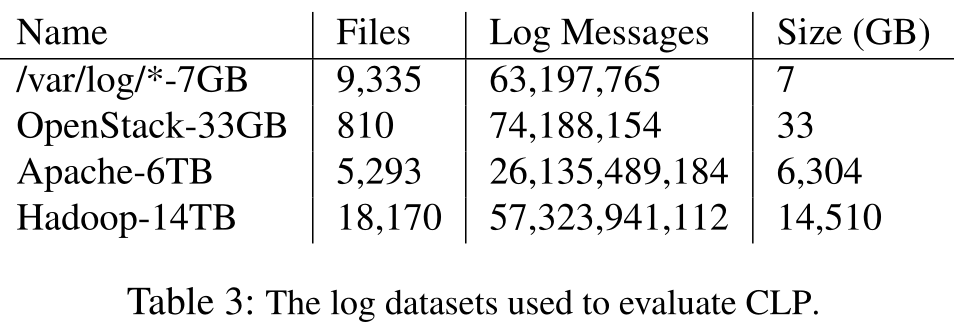 Name Files Log Messages Size (GB)
/var/log/*-7GB 9,335 63,197,765 7
OpenStack-33GB 810 74,188,154 33
Apache-6TB 5,293 26,135,489,184 6,304
Hadoop-14TB 18,170 57,323,941,112 14,510
Table 3: The log datasets used to evaluate CLP.